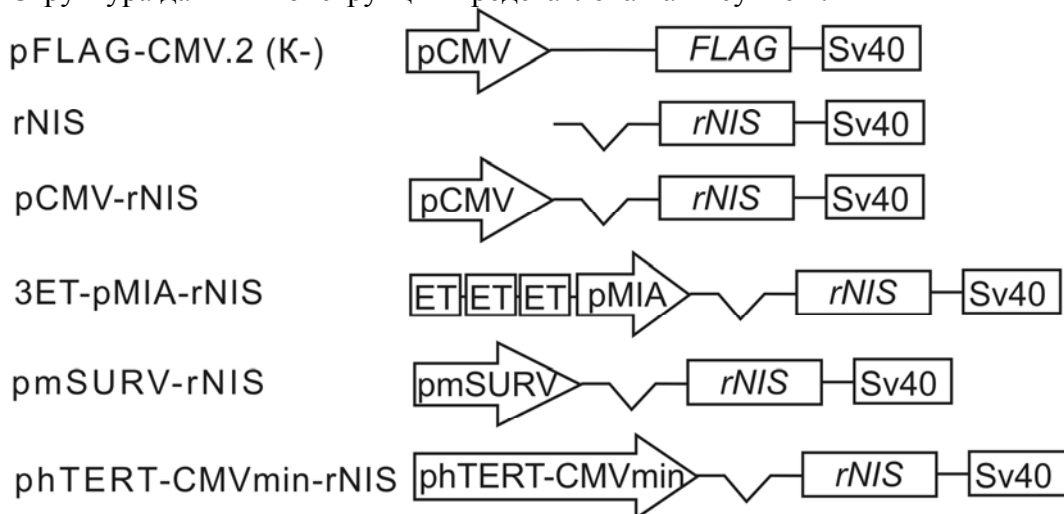 pFLAG-CMV.2 (К-) pCMV FLAG Sv40
rNIS rNIS Sv40
pCMV-rNIS pCMV rNIS Sv40
3ET-pMIA-rNIS ET ET ET pMIA rNIS Sv40
pmSURV-rNIS pmSURV rNIS Sv40
phTERT-CMVmin-rNIS phTERT-CMVmin rNIS Sv40